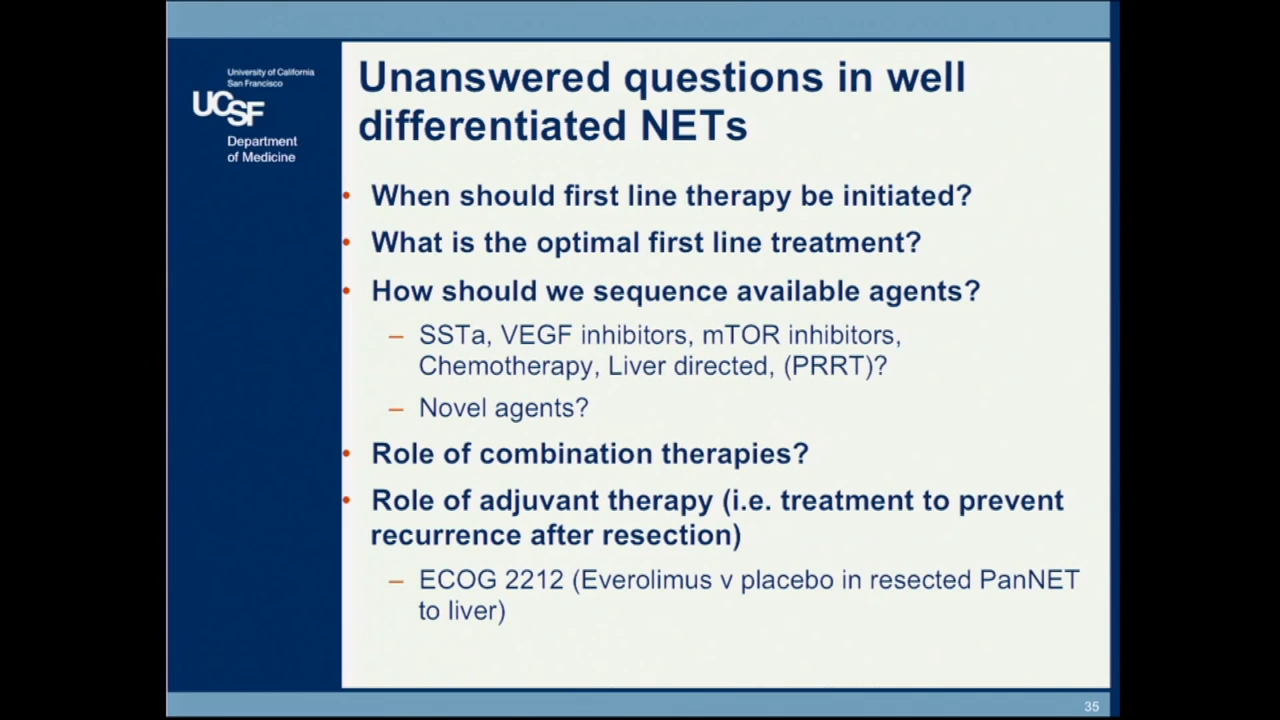 University of California
San Francisco
UCSF
Department
of Medicine
Unanswered questions in well
differentiated NETs
• When should first line therapy be initiated?
• What is the optimal first line treatment?
• How should we sequence available agents?
– SSTa, VEGF inhibitors, mTOR inhibitors,
Chemotherapy, Liver directed, (PRRT)?
– Novel agents?
• Role of combination therapies?
• Role of adjuvant therapy (i.e. treatment to prevent
recurrence after resection)
– ECOG 2212 (Everolimus v placebo in resected PanNET
to liver)
35